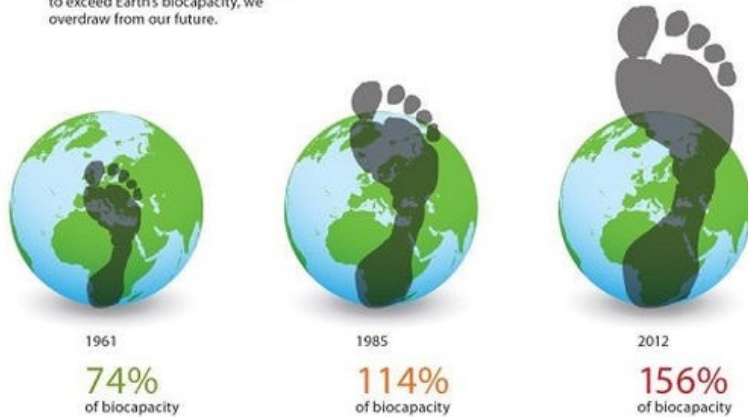 to exceed Earth's biocapacity, we
overdraw from our future.
1961
74%
of biocapacity
1985
114%
of biocapacity
2012
156%
of biocapacity